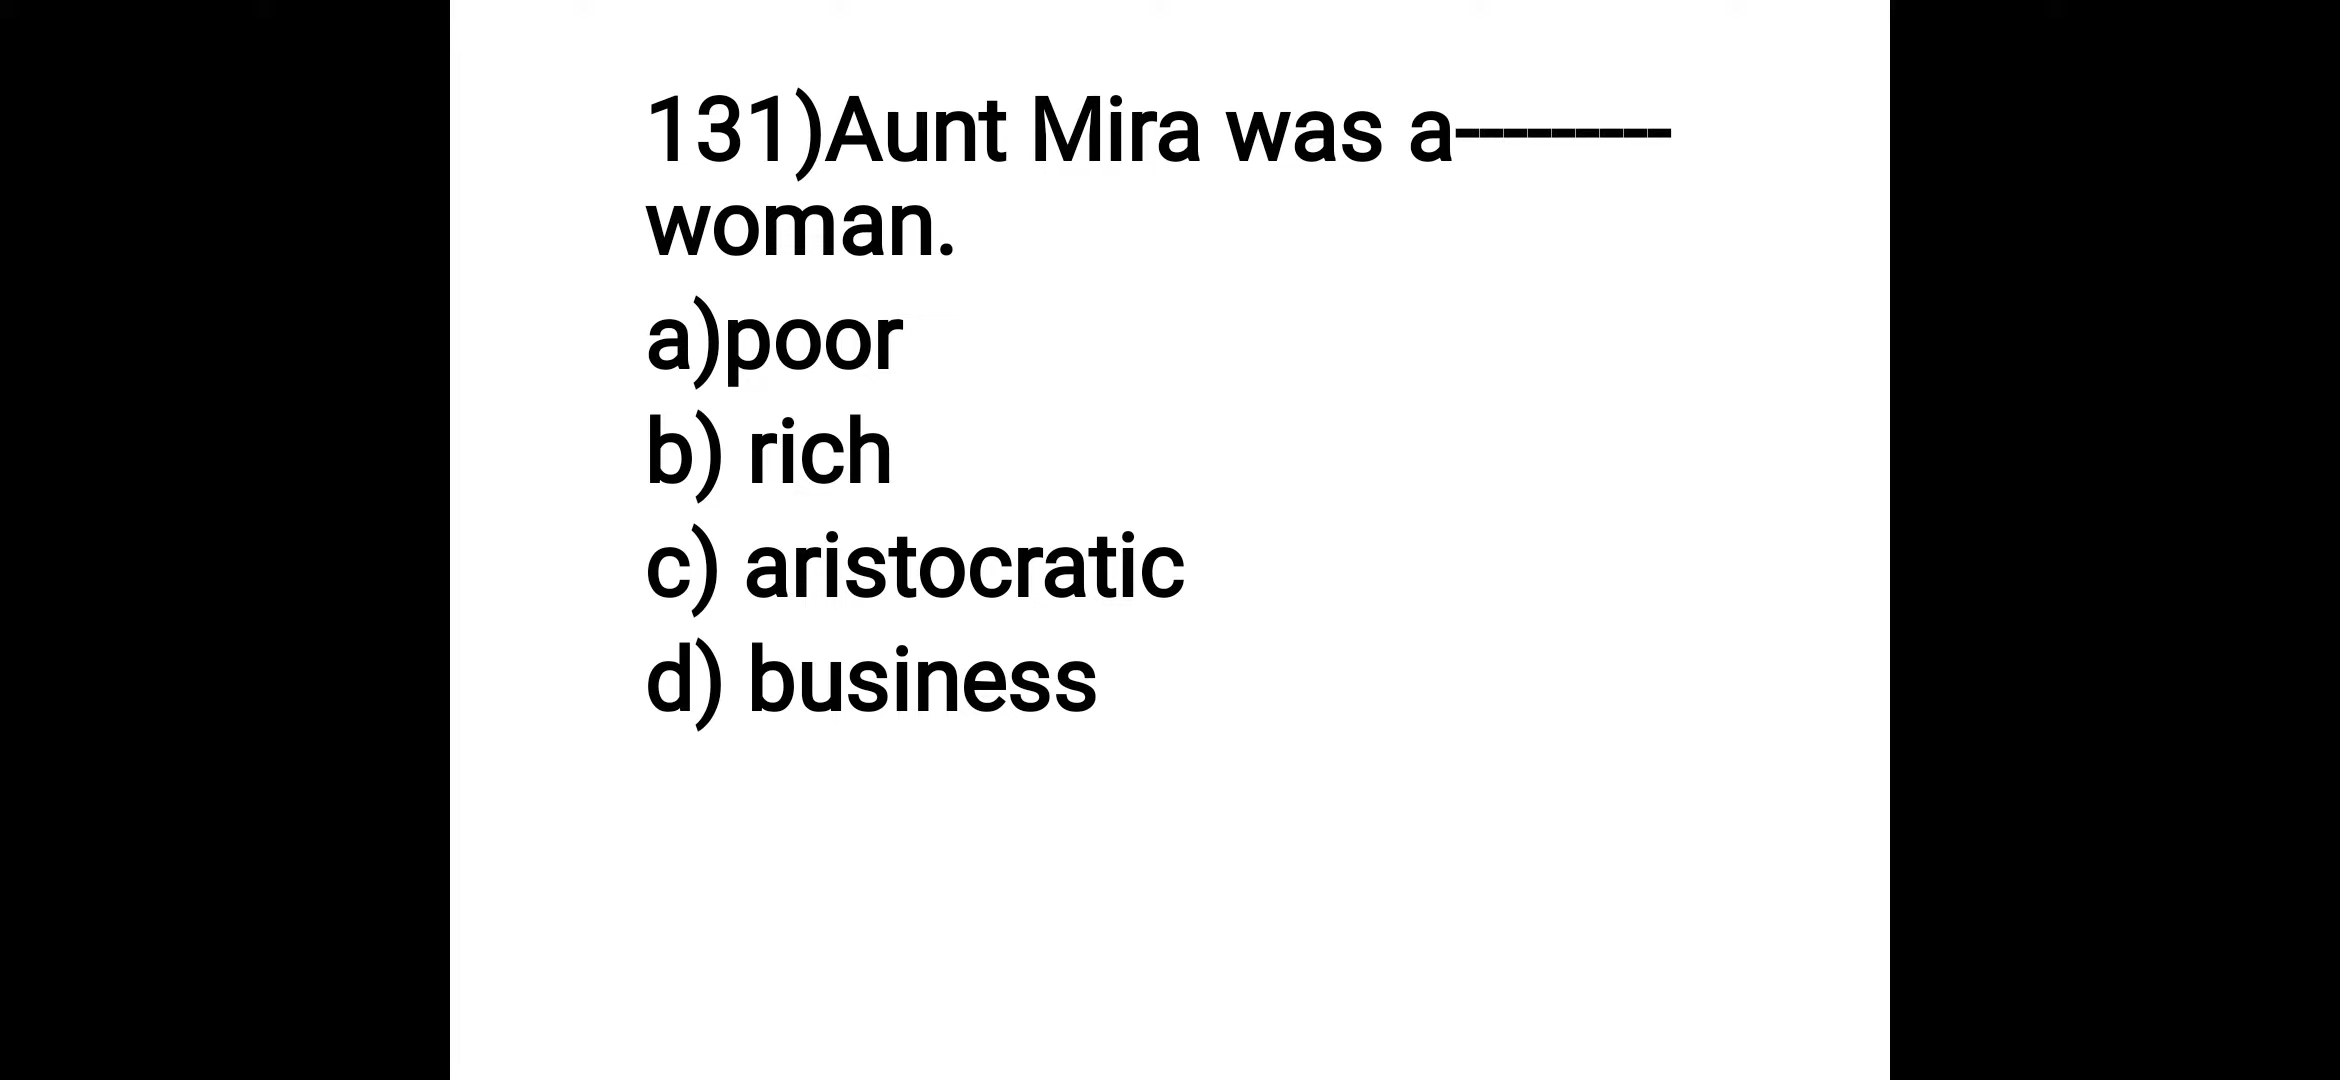 131)Aunt Mira was a---------
woman.
a)poor
b) rich
c) aristocratic
d) business